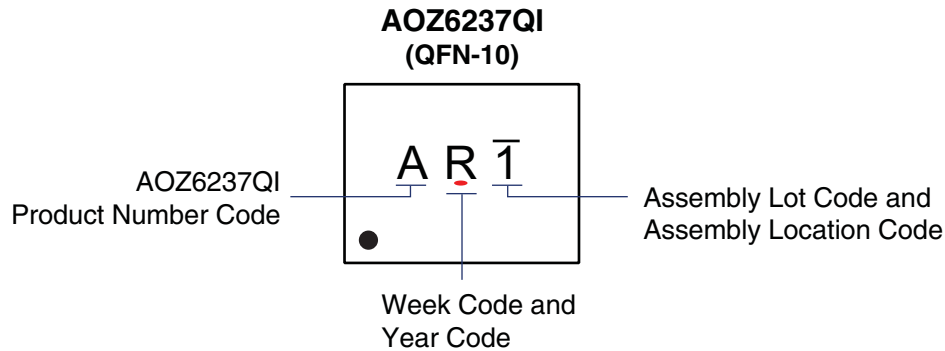 AOZ6237QI
(QFN-10)
A R 1̅
AOZ6237QI
Product Number Code
Assembly Lot Code and
Assembly Location Code
Week Code and
Year Code